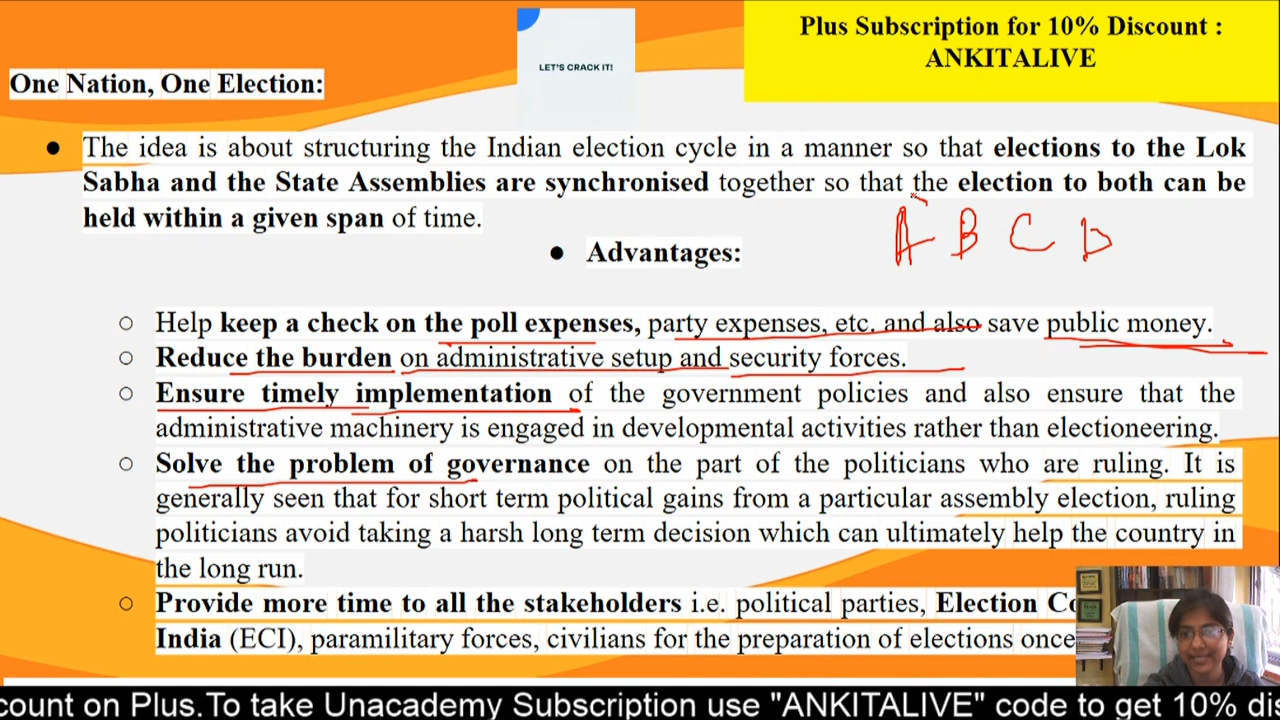 Plus Subscription for 10% Discount :
ANKITALIVE
LET'S CRACK IT!
One Nation, One Election:
● The idea is about structuring the Indian election cycle in a manner so that elections to the Lok
Sabha and the State Assemblies are synchronised together so that the election to both can be
held within a given span of time.
A B C D
● Advantages:
○ Help keep a check on the poll expenses, party expenses, etc. and also save public money.
○ Reduce the burden on administrative setup and security forces.
○ Ensure timely implementation of the government policies and also ensure that the
administrative machinery is engaged in developmental activities rather than electioneering.
○ Solve the problem of governance on the part of the politicians who are ruling. It is
generally seen that for short term political gains from a particular assembly election, ruling
politicians avoid taking a harsh long term decision which can ultimately help the country in
the long run.
○ Provide more time to all the stakeholders i.e. political parties, Election
India (ECI), paramilitary forces, civilians for the preparation of elections once
count on Plus.To take Unacademy Subscription use "ANKITALIVE" code to get 10%